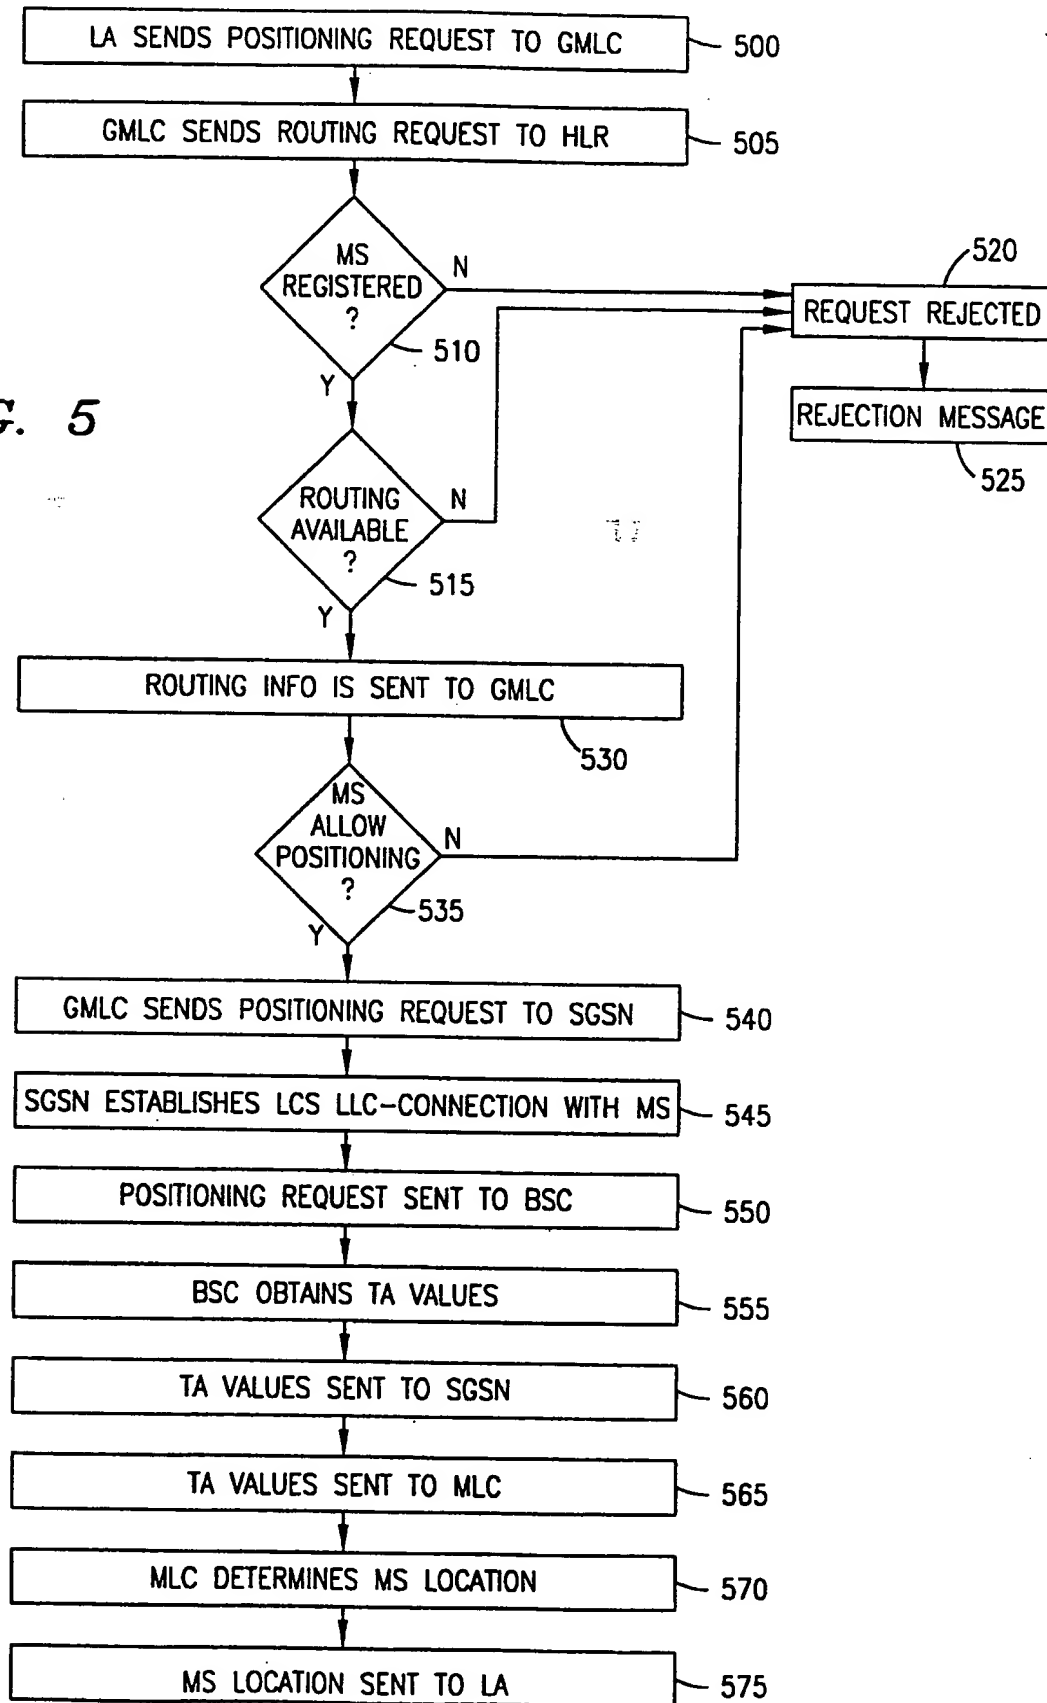 LA SENDS POSITIONING REQUEST TO GMLC
500
GMLC SENDS ROUTING REQUEST TO HLR
505
MS
REGISTERED
?
N
510
Y
520
REQUEST REJECTED
REJECTION MESSAGE
525
G. 5
ROUTING
AVAILABLE
?
N
515
Y
ROUTING INFO IS SENT TO GMLC
530
MS
ALLOW
POSITIONING
?
N
535
Y
GMLC SENDS POSITIONING REQUEST TO SGSN
540
SGSN ESTABLISHES LCS LLC-CONNECTION WITH MS
545
POSITIONING REQUEST SENT TO BSC
550
BSC OBTAINS TA VALUES
555
TA VALUES SENT TO SGSN
560
TA VALUES SENT TO MLC
565
MLC DETERMINES MS LOCATION
570
MS LOCATION SENT TO LA
575